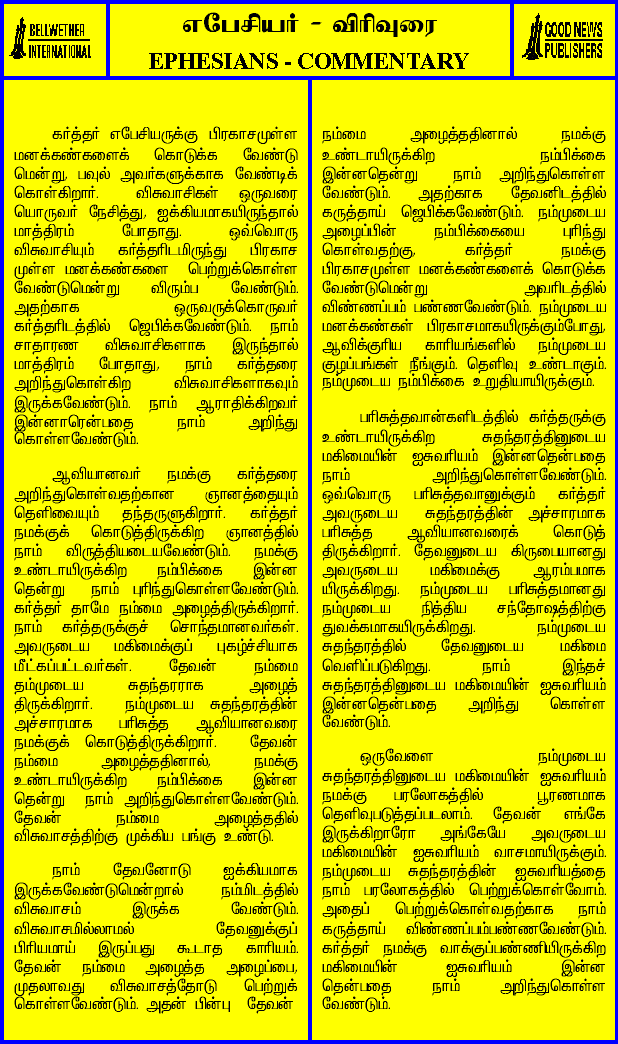 BELLWETHER
INTERNATIONAL
எபேசியர் - விரிவுரை
EPHESIANS - COMMENTARY
GOOD NEWS
PUBLISHERS
கர்த்தர் எபேசியருக்கு பிரகாசமுள்ள
மனக்கண்களைக் கொடுக்க வேண்டு
மென்று, பவுல் அவர்களுக்காக வேண்டிக்
கொள்கிறார். விசுவாசிகள் ஒருவரை
யொருவர் நேசித்து, ஐக்கியமாகயிருந்தால்
மாத்திரம் போதாது. ஒவ்வொரு
விசுவாசியும் கர்த்தரிடமிருந்து பிரகாச
முள்ள மனக்கண்களை பெற்றுக்கொள்ள
வேண்டுமென்று விரும்ப வேண்டும்.
அதற்காக ஒருவருக்கொருவர்
கர்த்தரிடத்தில் ஜெபிக்கவேண்டும். நாம்
சாதாரண விசுவாசிகளாக இருந்தால்
மாத்திரம் போதாது, நாம் கர்த்தரை
அறிந்துகொள்கிற விசுவாசிகளாகவும்
இருக்கவேண்டும். நாம் ஆராதிக்கிறவர்
இன்னாரென்பதை நாம் அறிந்து
கொள்ளவேண்டும்.
ஆவியானவர் நமக்கு கர்த்தரை
அறிந்துகொள்வதற்கான ஞானத்தையும்
தெளிவையும் தந்தருளுகிறார். கர்த்தர்
நமக்குக் கொடுத்திருக்கிற ஞானத்தில்
நாம் விருத்தியடையவேண்டும். நமக்கு
உண்டாயிருக்கிற நம்பிக்கை இன்ன
தென்று நாம் புரிந்துகொள்ளவேண்டும்.
கர்த்தர் தாமே நம்மை அழைத்திருக்கிறார்.
நாம் கர்த்தருக்குச் சொந்தமானவர்கள்.
அவருடைய மகிமைக்குப் புகழ்ச்சியாக
மீட்கப்பட்டவர்கள். தேவன் நம்மை
தம்முடைய சுதந்தரராக அழைத்
திருக்கிறார். நம்முடைய சுதந்தரத்தின்
அச்சாரமாக பரிசுத்த ஆவியானவரை
நமக்குக் கொடுத்திருக்கிறார். தேவன்
நம்மை அழைத்ததினால், நமக்கு
உண்டாயிருக்கிற நம்பிக்கை இன்ன
தென்று நாம் அறிந்துகொள்ளவேண்டும்.
தேவன் நம்மை அழைத்ததில்
விசுவாசத்திற்கு முக்கிய பங்கு உண்டு.
நாம் தேவனோடு ஐக்கியமாக
இருக்கவேண்டுமென்றால் நம்மிடத்தில்
விசுவாசம் இருக்க வேண்டும்.
விசுவாசமில்லாமல் தேவனுக்குப்
பிரியமாய் இருப்பது கூடாத காரியம்.
தேவன் நம்மை அழைத்த அழைப்பை,
முதலாவது விசுவாசத்தோடு பெற்றுக்
கொள்ளவேண்டும். அதன் பின்பு தேவன்
நம்மை அழைத்ததினால் நமக்கு
உண்டாயிருக்கிற நம்பிக்கை
இன்னதென்று நாம் அறிந்துகொள்ள
வேண்டும். அதற்காக தேவனிடத்தில்
கருத்தாய் ஜெபிக்கவேண்டும். நம்முடைய
அழைப்பின் நம்பிக்கையை புரிந்து
கொள்வதற்கு, கர்த்தர் நமக்கு
பிரகாசமுள்ள மனக்கண்களைக் கொடுக்க
வேண்டுமென்று அவரிடத்தில்
விண்ணப்பம் பண்ணவேண்டும். நம்முடைய
மனக்கண்கள் பிரகாசமாகயிருக்கும்போது,
ஆவிக்குரிய காரியங்களில் நம்முடைய
குழப்பங்கள் நீங்கும். தெளிவு உண்டாகும்.
நம்முடைய நம்பிக்கை உறுதியாயிருக்கும்.
பரிசுத்தவான்களிடத்தில் கர்த்தருக்கு
உண்டாயிருக்கிற சுதந்தரத்தினுடைய
மகிமையின் ஐசுவரியம் இன்னதென்பதை
நாம் அறிந்துகொள்ளவேண்டும்.
ஒவ்வொரு பரிசுத்தவானுக்கும் கர்த்தர்
அவருடைய சுதந்தரத்தின் அச்சாரமாக
பரிசுத்த ஆவியானவரைக் கொடுத்
திருக்கிறார். தேவனுடைய கிருபையானது
அவருடைய மகிமைக்கு ஆரம்பமாக
யிருக்கிறது. நம்முடைய பரிசுத்தமானது
நம்முடைய நித்திய சந்தோஷத்திற்கு
துவக்கமாகயிருக்கிறது. நம்முடைய
சுதந்தரத்தில் தேவனுடைய மகிமை
வெளிப்படுகிறது. நாம் இந்தச்
சுதந்தரத்தினுடைய மகிமையின் ஐசுவரியம்
இன்னதென்பதை அறிந்து கொள்ள
வேண்டும்.
ஒருவேளை நம்முடைய
சுதந்தரத்தினுடைய மகிமையின் ஐசுவரியம்
நமக்கு பரலோகத்தில் பூரணமாக
தெளிவுபடுத்தப்படலாம். தேவன் எங்கே
இருக்கிறாரோ அங்கேயே அவருடைய
மகிமையின் ஐசுவரியம் வாசமாயிருக்கும்.
நம்முடைய சுதந்தரத்தின் ஐசுவரியத்தை
நாம் பரலோகத்தில் பெற்றுக்கொள்வோம்.
அதைப் பெற்றுக்கொள்வதற்காக நாம்
கருத்தாய் விண்ணப்பம்பண்ணவேண்டும்.
கர்த்தர் நமக்கு வாக்குப்பண்ணியிருக்கிற
மகிமையின் ஐசுவரியம் இன்ன
தென்பதை நாம் அறிந்துகொள்ள
வேண்டும்.